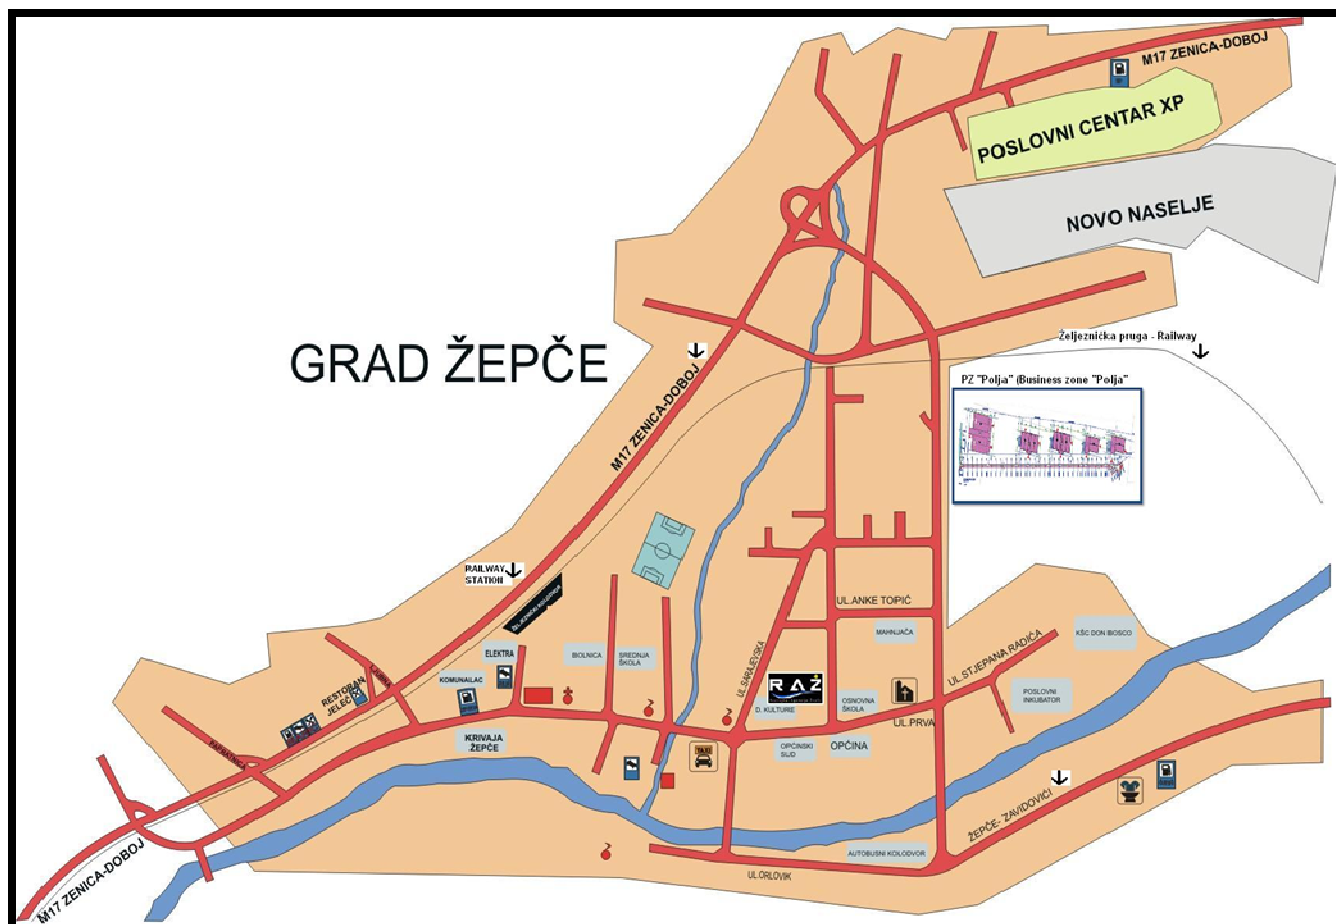 M17 ZENICA-DOBOJ
POSLOVNI CENTAR XP
NOVO NASELJE
GRAD ŽEPČE
Željeznička pruga - Railway
PZ "Polja" (Business zone "Polja"
M17 ZENICA-DOBOJ
RAILWAY
STATION
UL.ANKE TOPIĆ
MAHNJAČA
KŠC DON BOSCO
UL.STJEPANA RADIĆA
UL.SARAJEVSKA
ELEKTRA
BOLNICA
SREDNJA
ŠKOLA
KOMUNALAC
RESTORAN
JELEČ
RAŽ
D. KULTURE
OSNOVNA
ŠKOLA
UL.PRVA
POSLOVNI
INKUBATOR
KRIVAJA
ŽEPČE
TAXI
OPĆINSKI
SUD
OPĆINA
PAPRATNICA
ŽEPČE- ZAVIDOVIĆI
AUTOBUSNI KOLODVOR
UL.ORLOVIK
M17 ZENICA-DOBOJ